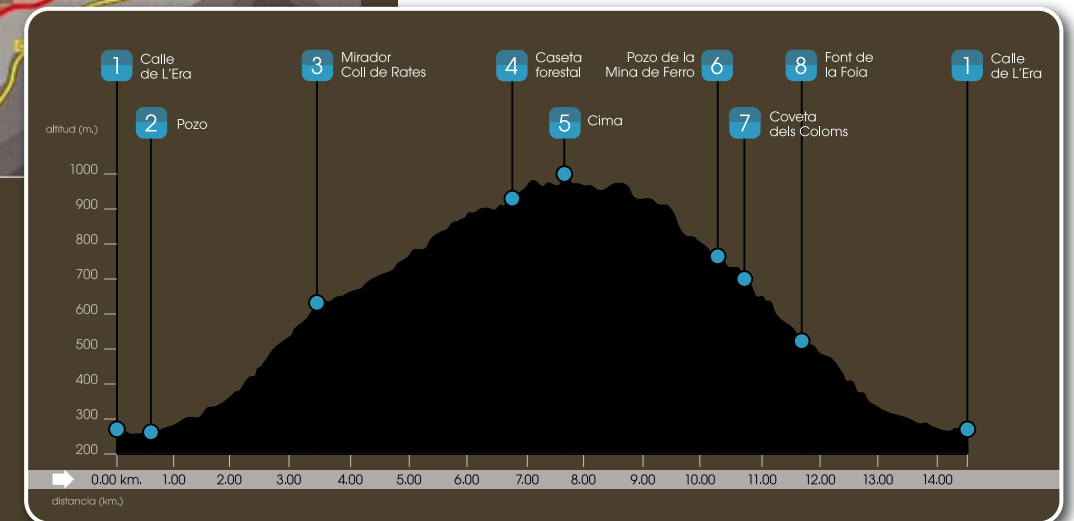 1 Calle
de L'Era
3 Mirador
Coll de Rates
4 Caseta
forestal
Pozo de la
Mina de Ferro 6
8 Font de
la Foia
1 Calle
de L'Era
2 Pozo
5 Cima
7 Coveta
dels Coloms
altitud (m.)
1000
900
800
700
600
500
400
300
200
0.00 km. 1.00 2.00 3.00 4.00 5.00 6.00 7.00 8.00 9.00 10.00 11.00 12.00 13.00 14.00
distancia (km.)